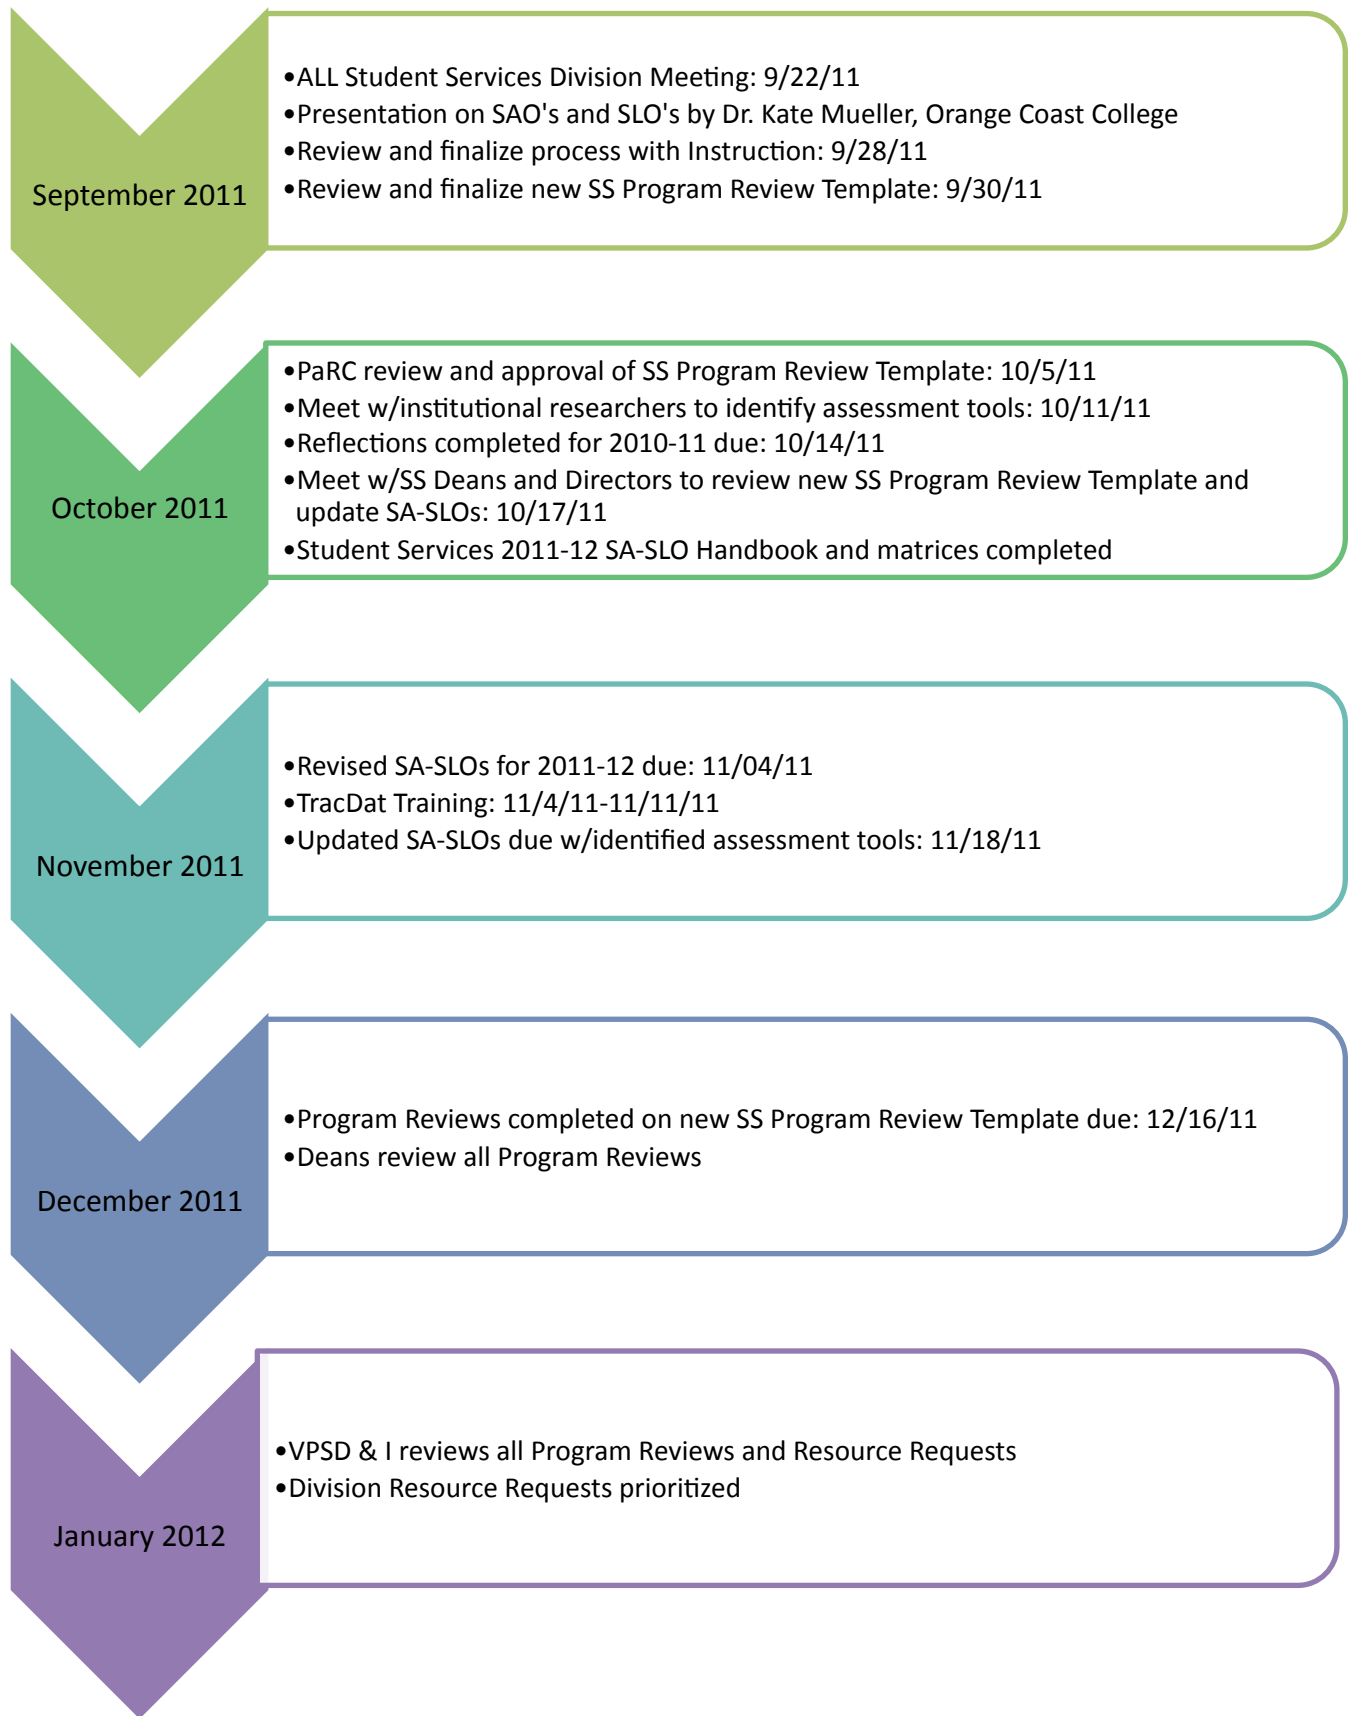 September 2011
•ALL Student Services Division Meeting: 9/22/11
•Presentation on SAO's and SLO's by Dr. Kate Mueller, Orange Coast College
•Review and finalize process with Instruction: 9/28/11
•Review and finalize new SS Program Review Template: 9/30/11
October 2011
•PaRC review and approval of SS Program Review Template: 10/5/11
•Meet w/institutional researchers to identify assessment tools: 10/11/11
•Reflections completed for 2010-11 due: 10/14/11
•Meet w/SS Deans and Directors to review new SS Program Review Template and
update SA-SLOs: 10/17/11
•Student Services 2011-12 SA-SLO Handbook and matrices completed
November 2011
•Revised SA-SLOs for 2011-12 due: 11/04/11
•TracDat Training: 11/4/11-11/11/11
•Updated SA-SLOs due w/identified assessment tools: 11/18/11
December 2011
•Program Reviews completed on new SS Program Review Template due: 12/16/11
•Deans review all Program Reviews
January 2012
•VPSD & I reviews all Program Reviews and Resource Requests
•Division Resource Requests prioritized